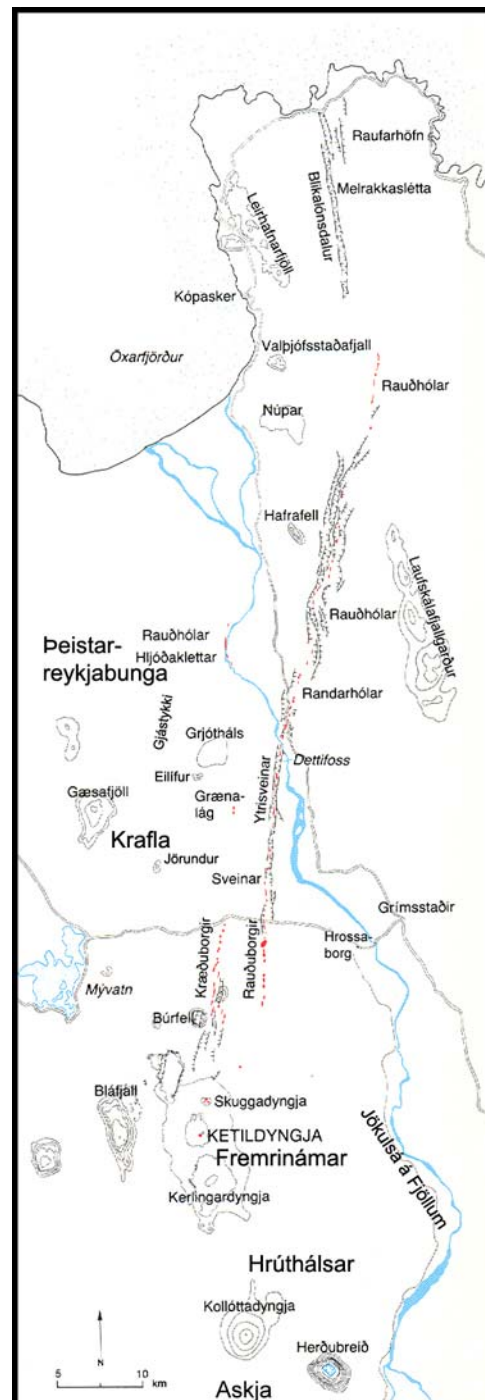 Raufarhöfn
Melrakkaslétta
Blikalónsdalur
Leirhafnarfjöll
Kópasker
Valþjófsstaðafjall
Öxarfjörður
Rauðhólar
Núpar
Hafrafell
Laufskálafjallgarður
Rauðhólar
Rauðhólar
Hljóðaklettar
Þeistar-
reykjabunga
Randarhólar
Gjástykki
Grjótháls
Dettifoss
Eilífur
Ytrisveinar
Gæsafjöll
Græna-
lág
Krafla
Jörundur
Sveinar
Grímsstaðir
Hrossa-
borg
Kræðuborgir
Rauðuborgir
Mývatn
Búrfell
Bláfjall
Skuggadyngja
KETILDYNGJA
Fremrinámar
Jökulsá á Fjöllum
Kerlingardyngja
Hrúthálsar
Kollóttadyngja
Herðubreið
N
5 10
km
Askja